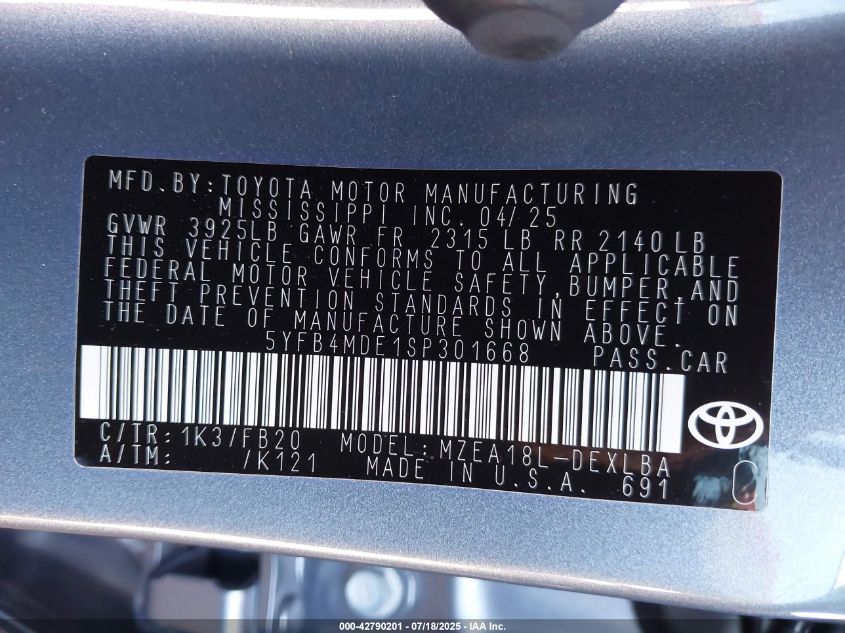 MFD.BY:TOYOTA MOTOR MANUFACTURING
MISSISSIPPI INC. 04/25
GVWR 3925LB GAWR FR 2315 LB RR 2140 LB
THIS VEHICLE CONFORMS TO ALL APPLICABLE
FEDERAL MOTOR VEHICLE SAFETY,BUMPER,AND
THEFT PREVENTION STANDARDS IN EFFECT ON
THE DATE OF MANUFACTURE SHOWN ABOVE.
5YFB4MDE1SP301668 PASS.CAR
C/TR: 1K3/FB20 MODEL:MZEA18L-DEXLBA
A/TM: /K121 MADE IN U.S.A. 691
000-42790201 - 07/18/2025 - IAA Inc.